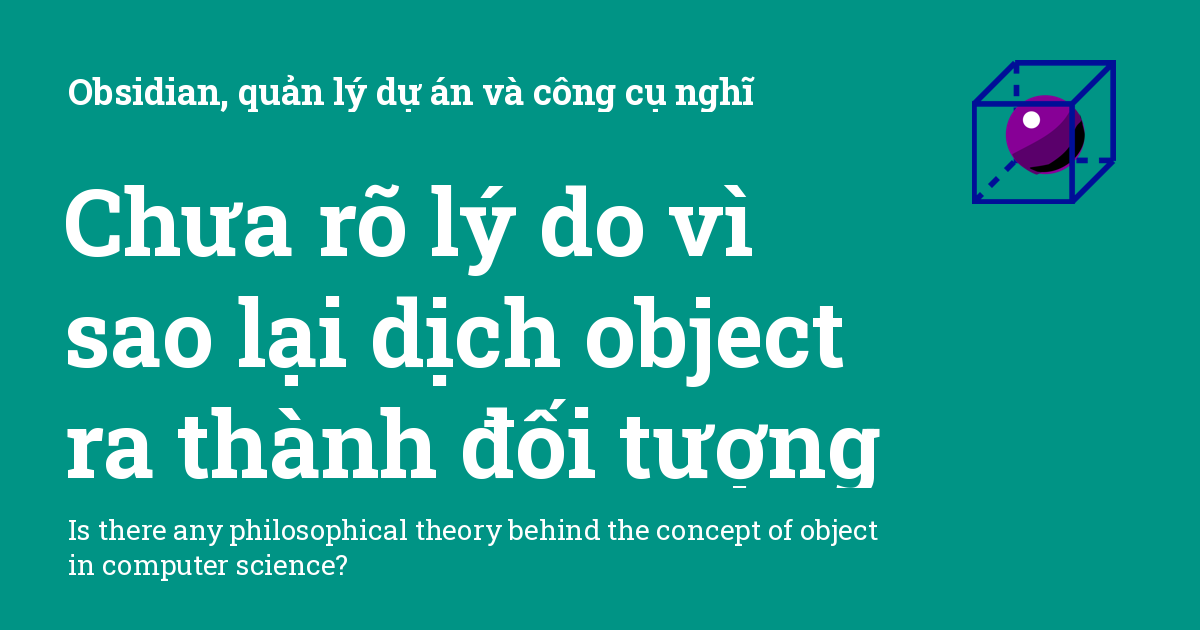 Obsidian, quản lý dự án và công cụ nghĩ
Chưa rõ lý do vì
sao lại dịch object
ra thành đối tượng
Is there any philosophical theory behind the concept of object
in computer science?